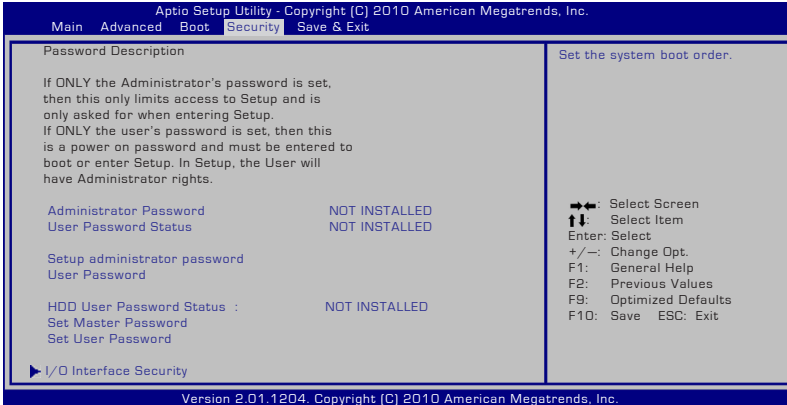 Aptio Setup Utility - Copyright (C) 2010 American Megatrends, Inc.
Main Advanced Boot Security Save & Exit
Password Description
If ONLY the Administrator's password is set,
then this only limits access to Setup and is
only asked for when entering Setup.
If ONLY the user's password is set, then this
is a power on password and must be entered to
boot or enter Setup. In Setup, the User will
have Administrator rights.
Administrator Password NOT INSTALLED
User Password Status NOT INSTALLED
Setup administrator password
User Password
HDD User Password Status : NOT INSTALLED
Set Master Password
Set User Password
I/O Interface Security
Set the system boot order.
→←: Select Screen
↑↓: Select Item
Enter: Select
+/−: Change Opt.
F1: General Help
F2: Previous Values
F9: Optimized Defaults
F10: Save ESC: Exit
Version 2.01.1204. Copyright (C) 2010 American Megatrends, Inc.